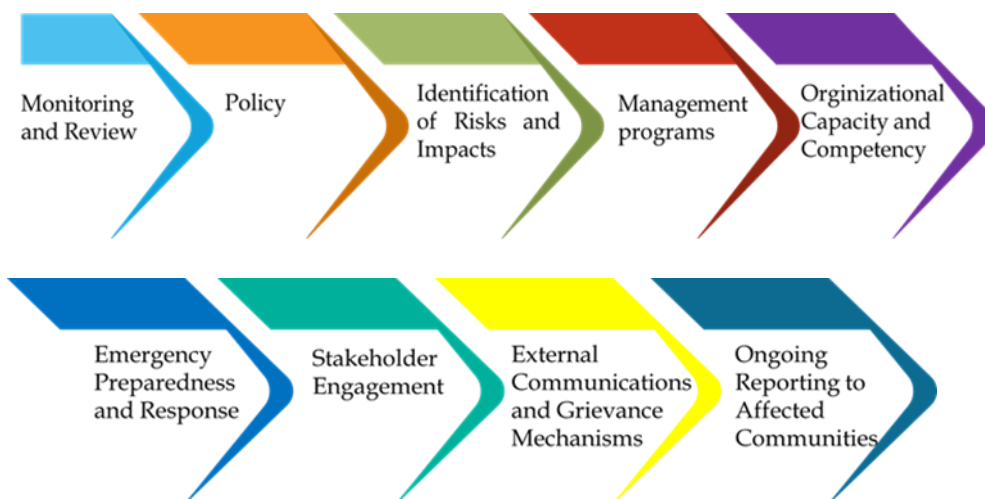 Monitoring
and Review
Policy
Identification
of Risks and
Impacts
Management
programs
Orginizational
Capacity and
Competency
Emergency
Preparedness
and Response
Stakeholder
Engagement
External
Communications
and Grievance
Mechanisms
Ongoing
Reporting to
Affected
Communities